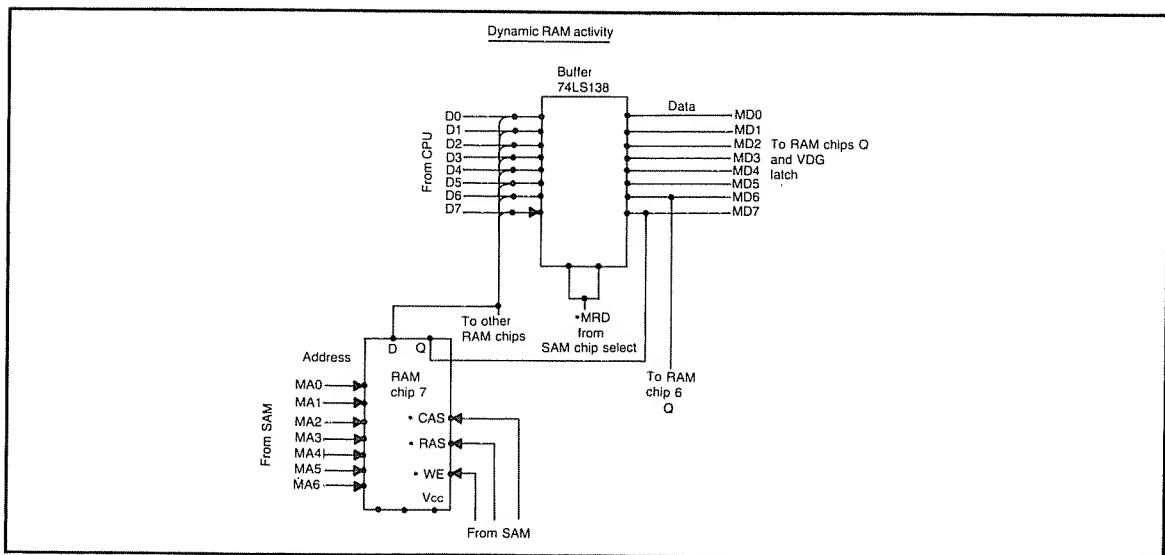 Dynamic RAM activity
Buffer
74LS138
Data
From CPU
D0
D1
D2
D3
D4
D5
D6
D7
MD0
MD1
MD2
MD3
MD4
MD5
MD6
MD7
To RAM chips Q
and VDG
latch
To other
RAM chips
*MRD
from
SAM chip select
To RAM
chip 6
Q
Address
From SAM
MA0
MA1
MA2
MA3
MA4
MA5
MA6
D
Q
RAM
chip 7
* CAS
* RAS
* WE
Vcc
From SAM